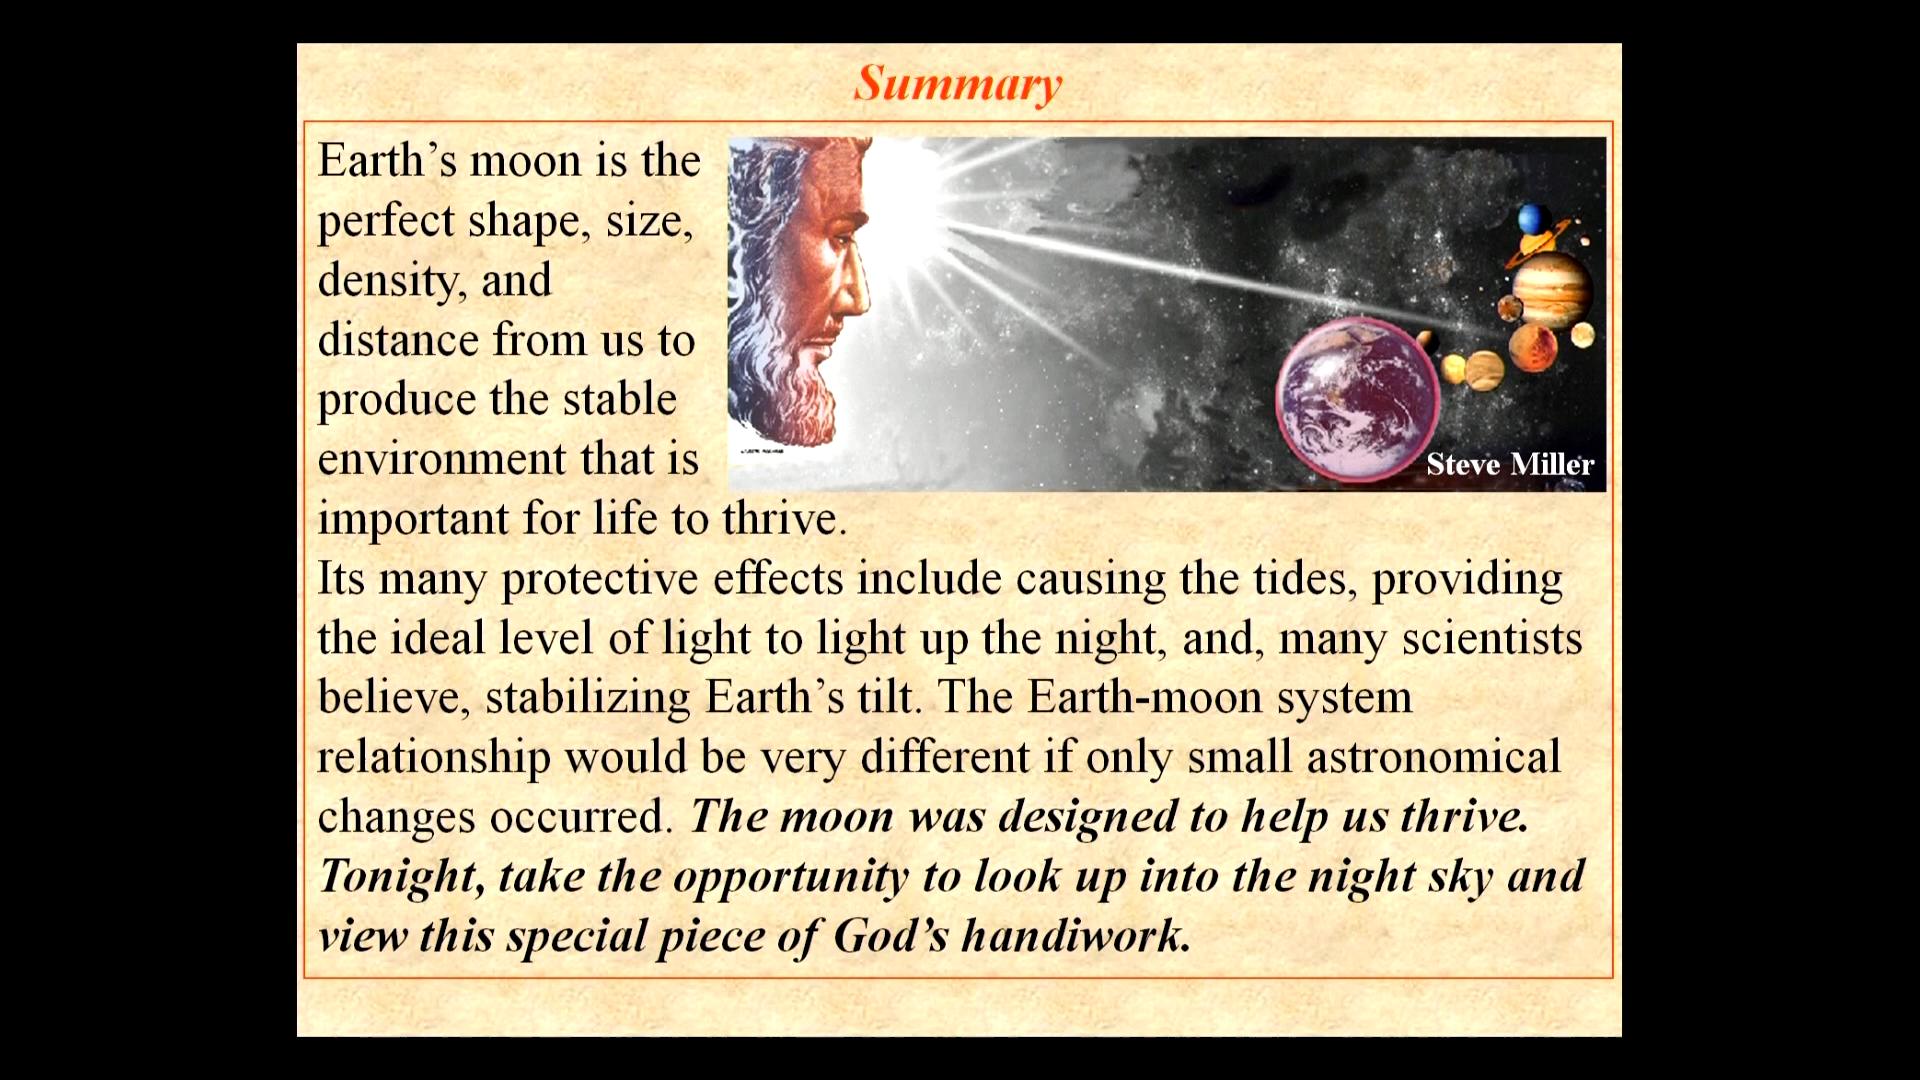 Summary
Earth’s moon is the
perfect shape, size,
density, and
distance from us to
produce the stable
environment that is
important for life to thrive.
Steve Miller
Its many protective effects include causing the tides, providing
the ideal level of light to light up the night, and, many scientists
believe, stabilizing Earth’s tilt. The Earth-moon system
relationship would be very different if only small astronomical
changes occurred. The moon was designed to help us thrive.
Tonight, take the opportunity to look up into the night sky and
view this special piece of God’s handiwork.